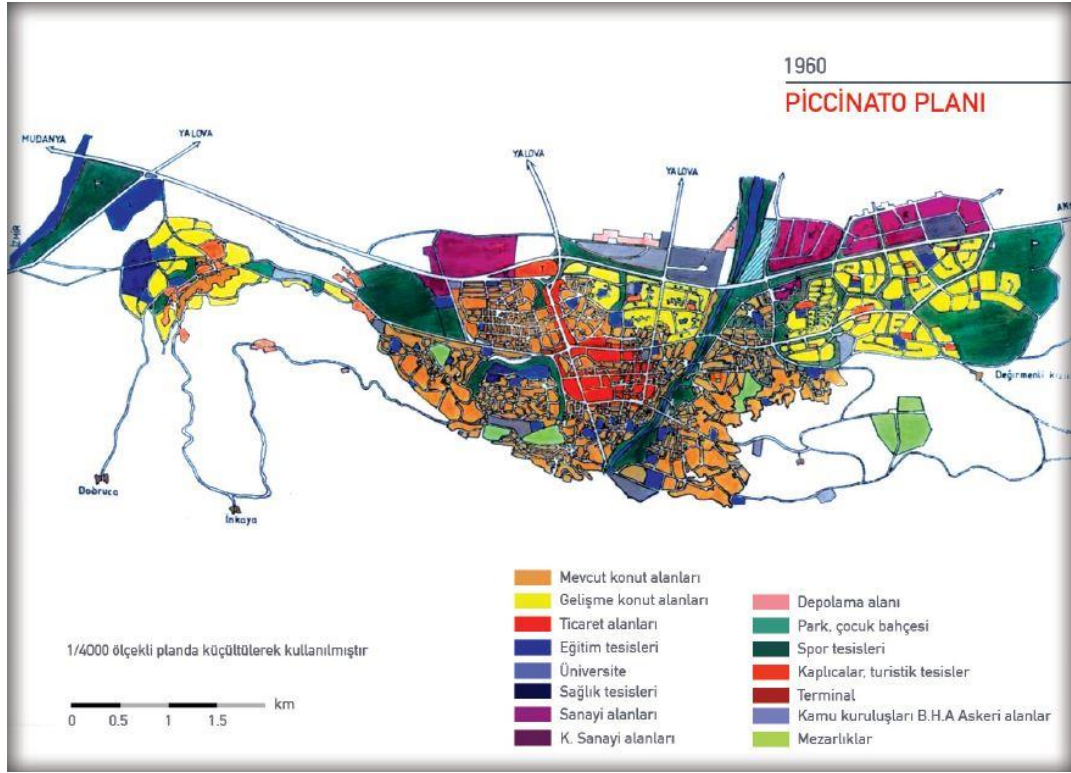 1960
PİCCİNATO PLANI
MUDANYA
YALOVA
YALOVA
YALOVA
İZMİR
Değirmenli
Dobruca
İnkaya
1/4000 ölçekli planda küçültülerek kullanılmıştır
0 0.5 1 1.5 km
Mevcut konut alanları
Gelişme konut alanları
Ticaret alanları
Eğitim tesisleri
Üniversite
Sağlık tesisleri
Sanayi alanları
K. Sanayi alanları
Depolama alanı
Park, çocuk bahçesi
Spor tesisleri
Kaplıcalar, turistik tesisler
Terminal
Kamu kuruluşları B.H.A Askeri alanlar
Mezarlıklar